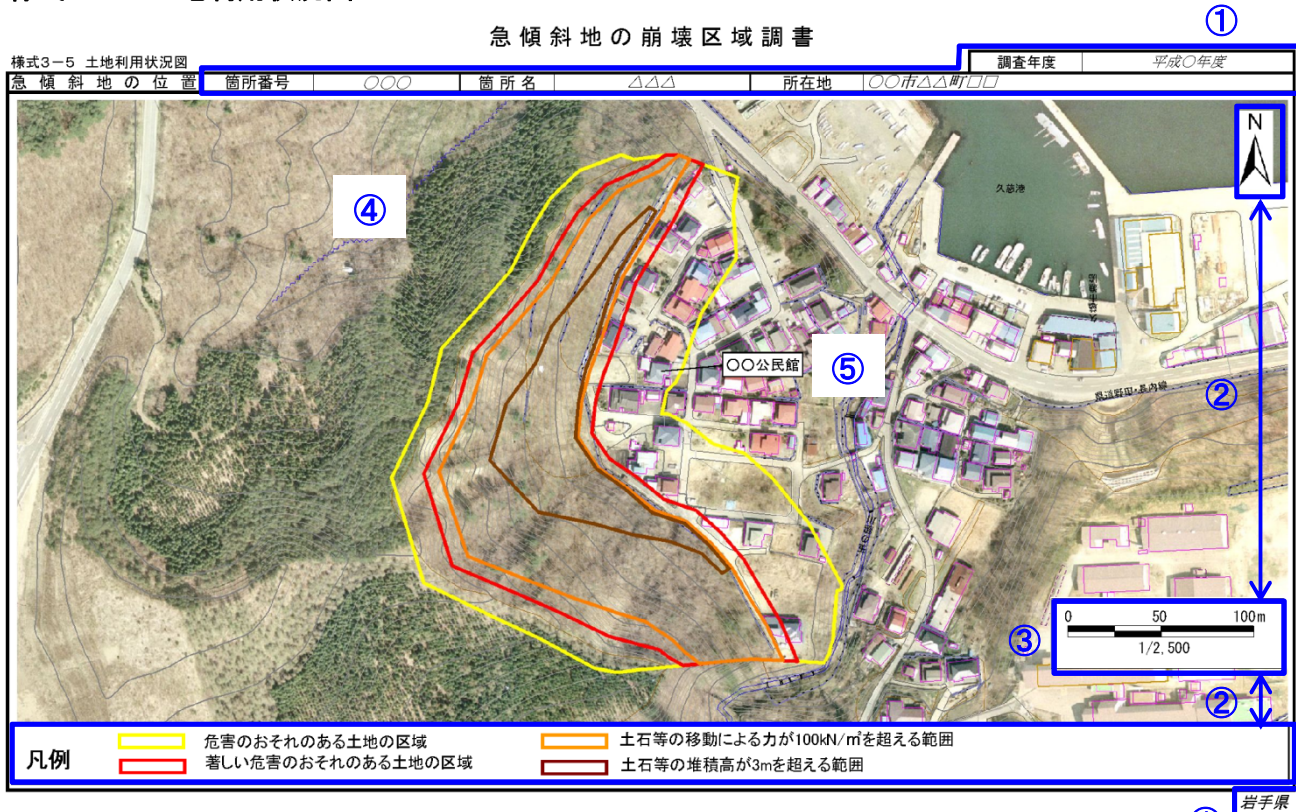 ①
急傾斜地の崩壊区域調書
様式3-5 土地利用状況図
調査年度 平成○年度
急傾斜地の位置 箇所番号 ○○○ 箇所名 △△△ 所在地 ○○市△△町□□
N
久慈港
④
○○公民館
⑤
県道野田・長内線
②
③
0 50 100m
1/2,500
②
凡例
危害のおそれのある土地の区域
著しい危害のおそれのある土地の区域
土石等の移動による力が100kN/㎡を超える範囲
土石等の堆積高が3mを超える範囲
岩手県